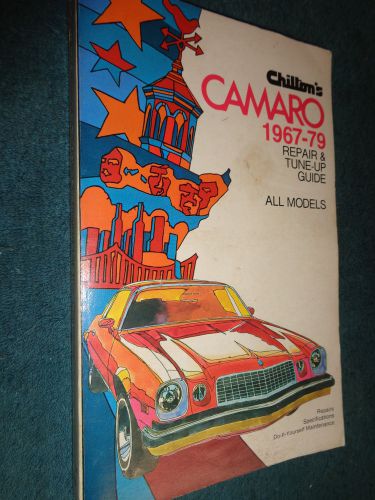 Chilton's
CAMARO
1967-79
REPAIR &
TUNE-UP
GUIDE
ALL MODELS
Repairs
Specifications
Do-It-Yourself Maintenance